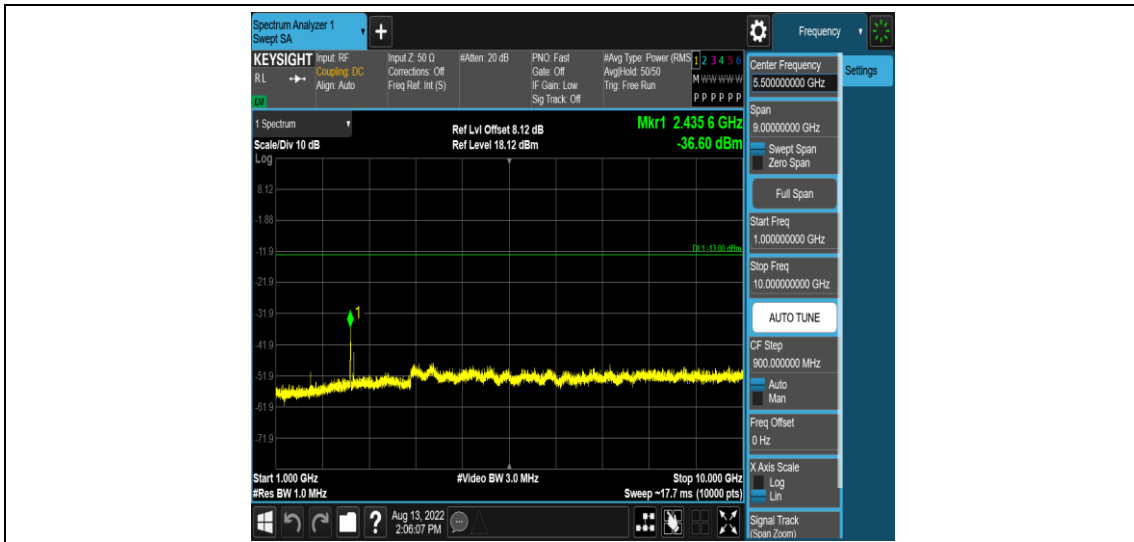 Spectrum Analyzer 1
Swept SA
Frequency
KEYSIGHT
RL
LM
Input: RF
Coupling: DC
Align: Auto
Input Z: 50 Ω
Corrections: Off
Freq Ref: Int (S)
#Atten: 20 dB
PNO: Fast
Gate: Off
IF Gain: Low
Sig Track: Off
#Avg Type: Power (RMS
Avg|Hold: 50/50
Trig: Free Run
1 2 3 4 5 6
M W W W W W
P P P P P P
1 Spectrum
Scale/Div 10 dB
Log
Ref Lvl Offset 8.12 dB
Ref Level 18.12 dBm
Mkr1 2.435 6 GHz
-36.60 dBm
8.12
-1.88
-11.9
DL1 -13.00 dBm
-21.9
-31.9
1
-41.9
-51.9
-61.9
-71.9
Start 1.000 GHz
#Res BW 1.0 MHz
#Video BW 3.0 MHz
Stop 10.000 GHz
Sweep ~17.7 ms (10000 pts)
?
Aug 13, 2022
2:06:07 PM
Center Frequency
5.500000000 GHz
Settings
Span
9.00000000 GHz
Swept Span
Zero Span
Full Span
Start Freq
1.000000000 GHz
Stop Freq
10.000000000 GHz
AUTO TUNE
CF Step
900.000000 MHz
Auto
Man
Freq Offset
0 Hz
X Axis Scale
Log
Lin
Signal Track
(Span Zoom)